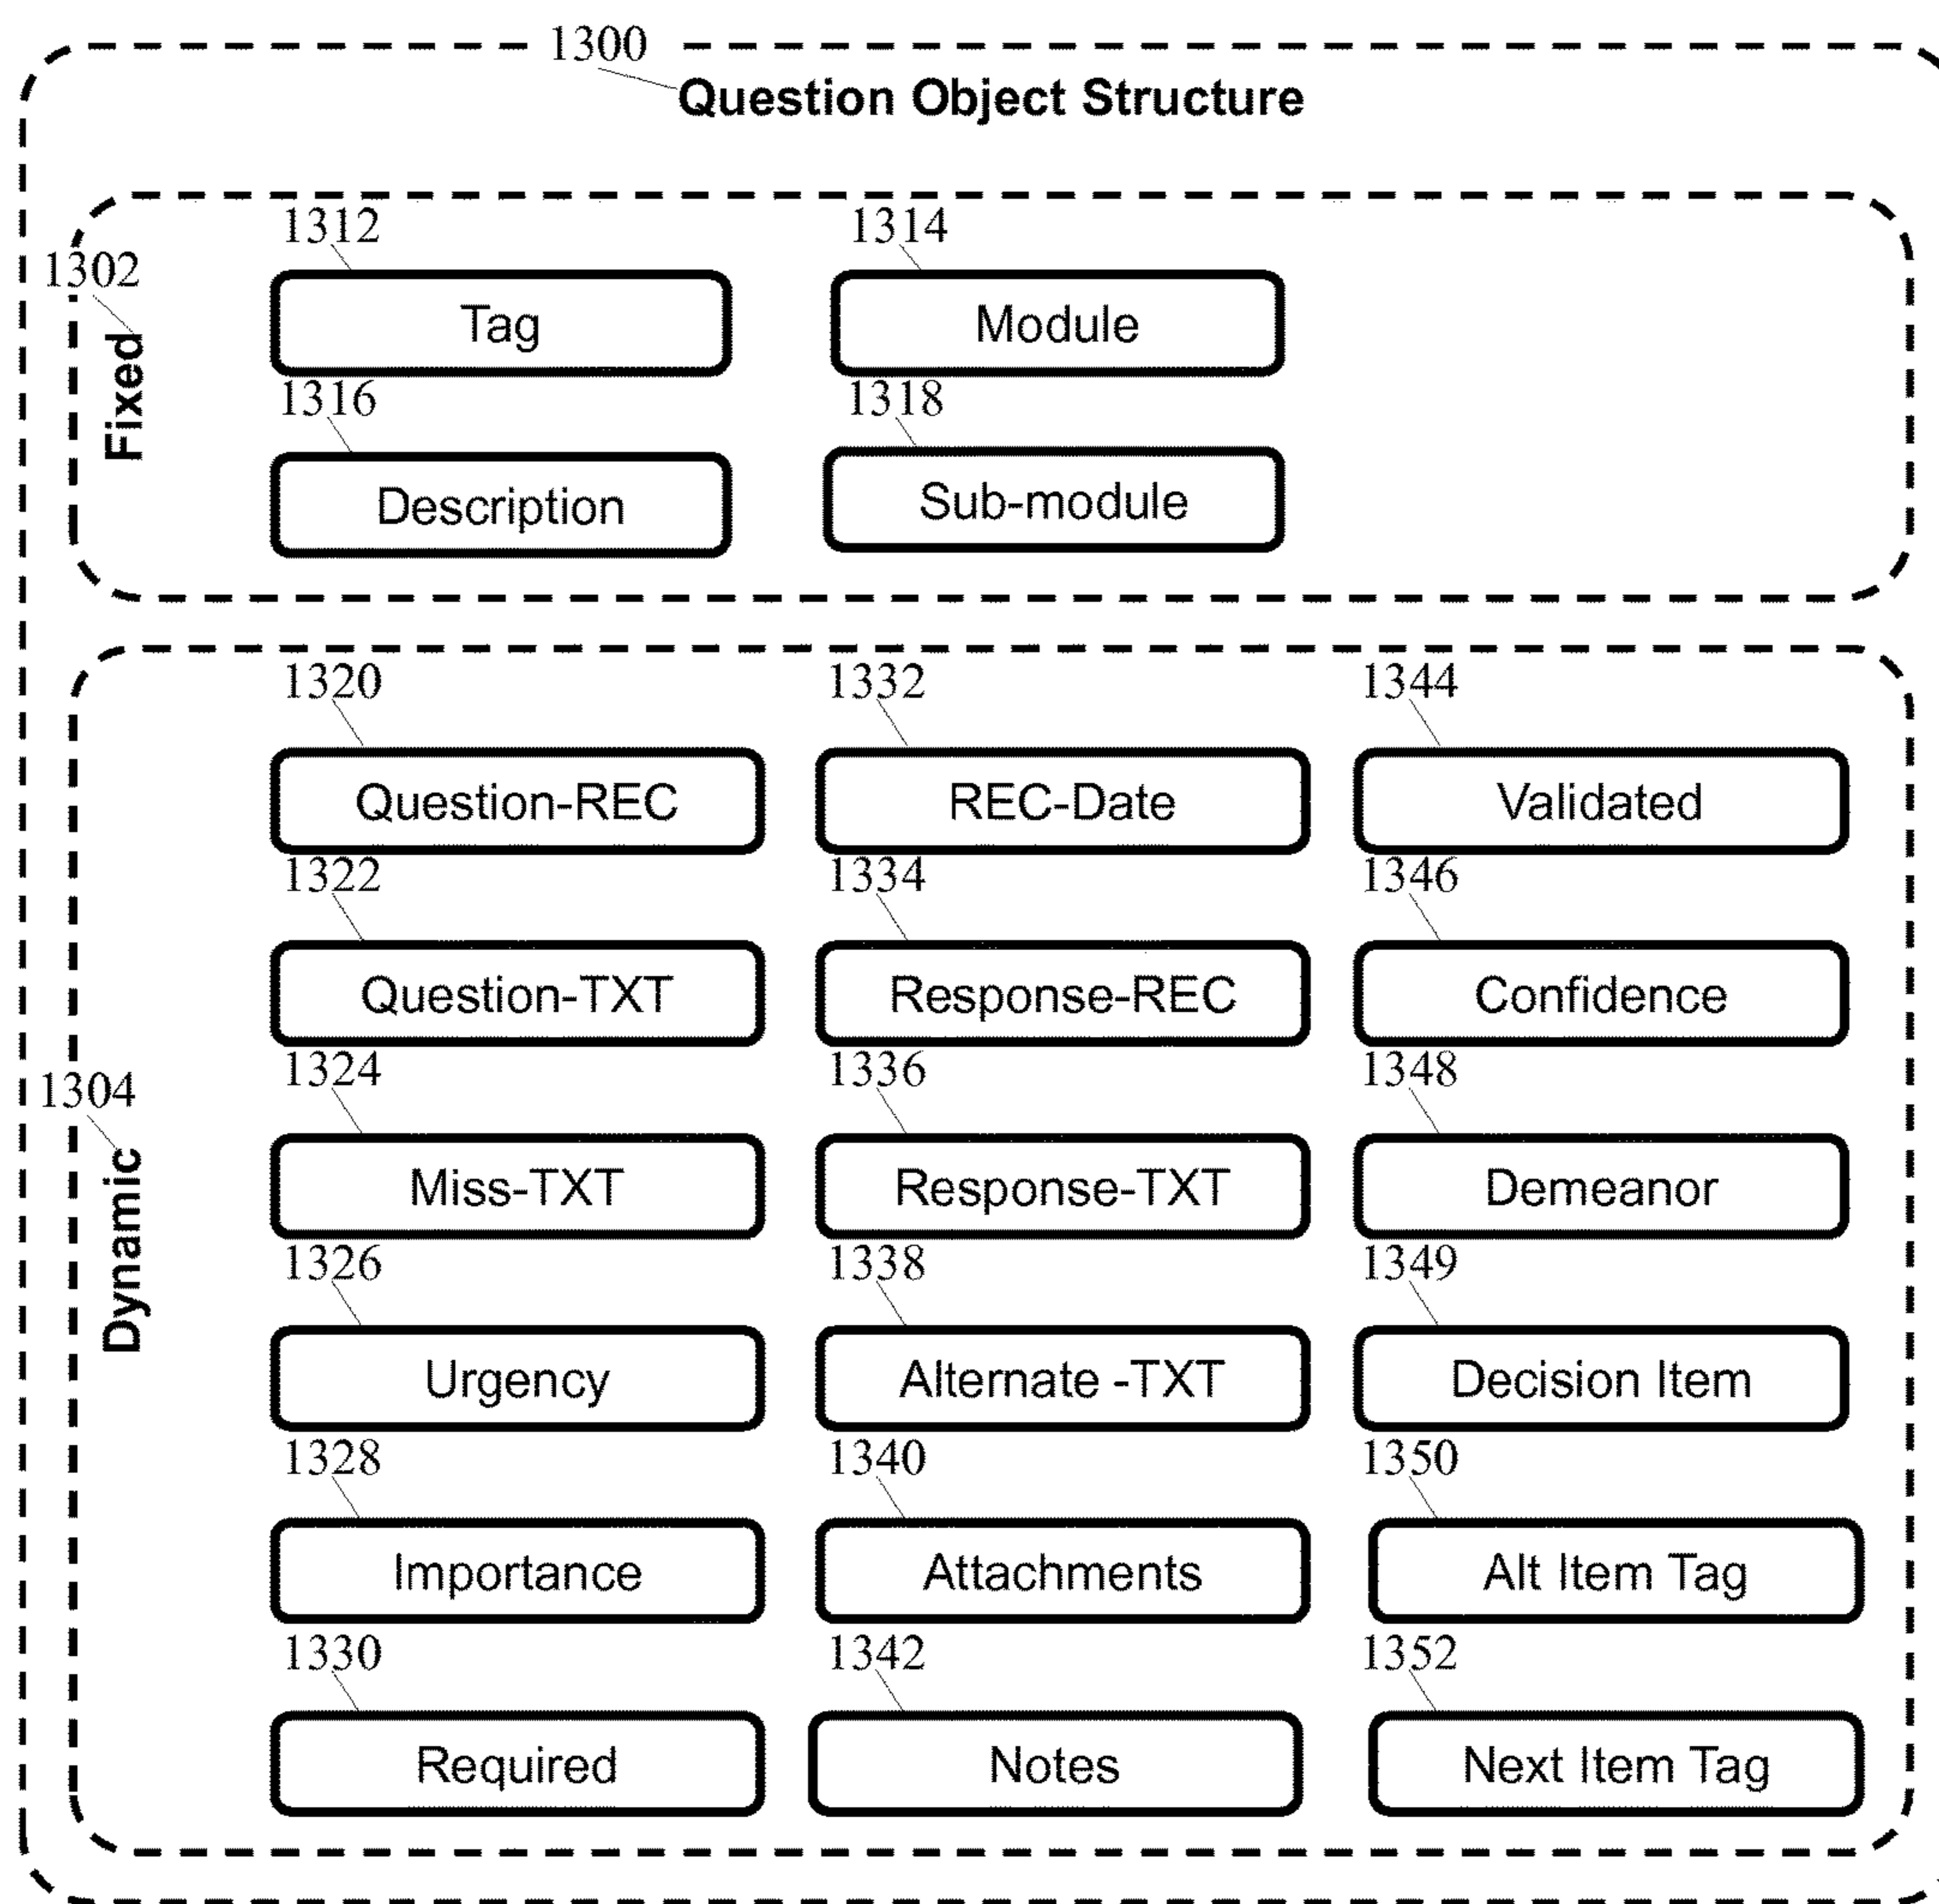 1300
Question Object Structure
1302
Fixed
1312
Tag
1314
Module
1316
Description
1318
Sub-module
1304
Dynamic
1320
Question-REC
1332
REC-Date
1344
Validated
1322
Question-TXT
1334
Response-REC
1346
Confidence
1324
Miss-TXT
1336
Response-TXT
1348
Demeanor
1326
Urgency
1338
Alternate -TXT
1349
Decision Item
1328
Importance
1340
Attachments
1350
Alt Item Tag
1330
Required
1342
Notes
1352
Next Item Tag